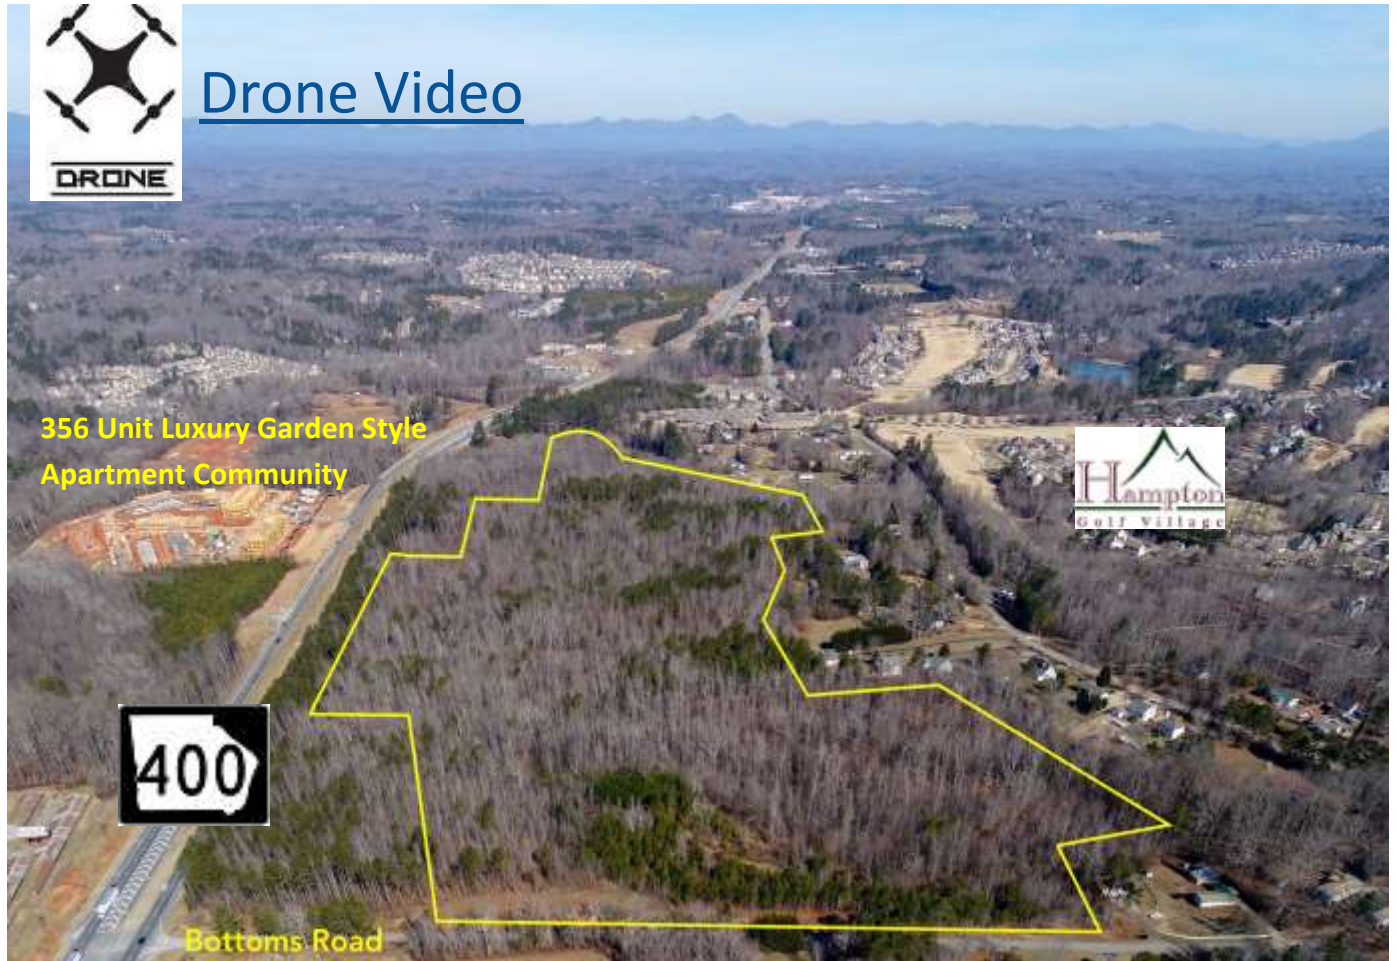 DRONE
Drone Video
356 Unit Luxury Garden Style
Apartment Community
Hampton
Golf Village
400
Bottoms Road